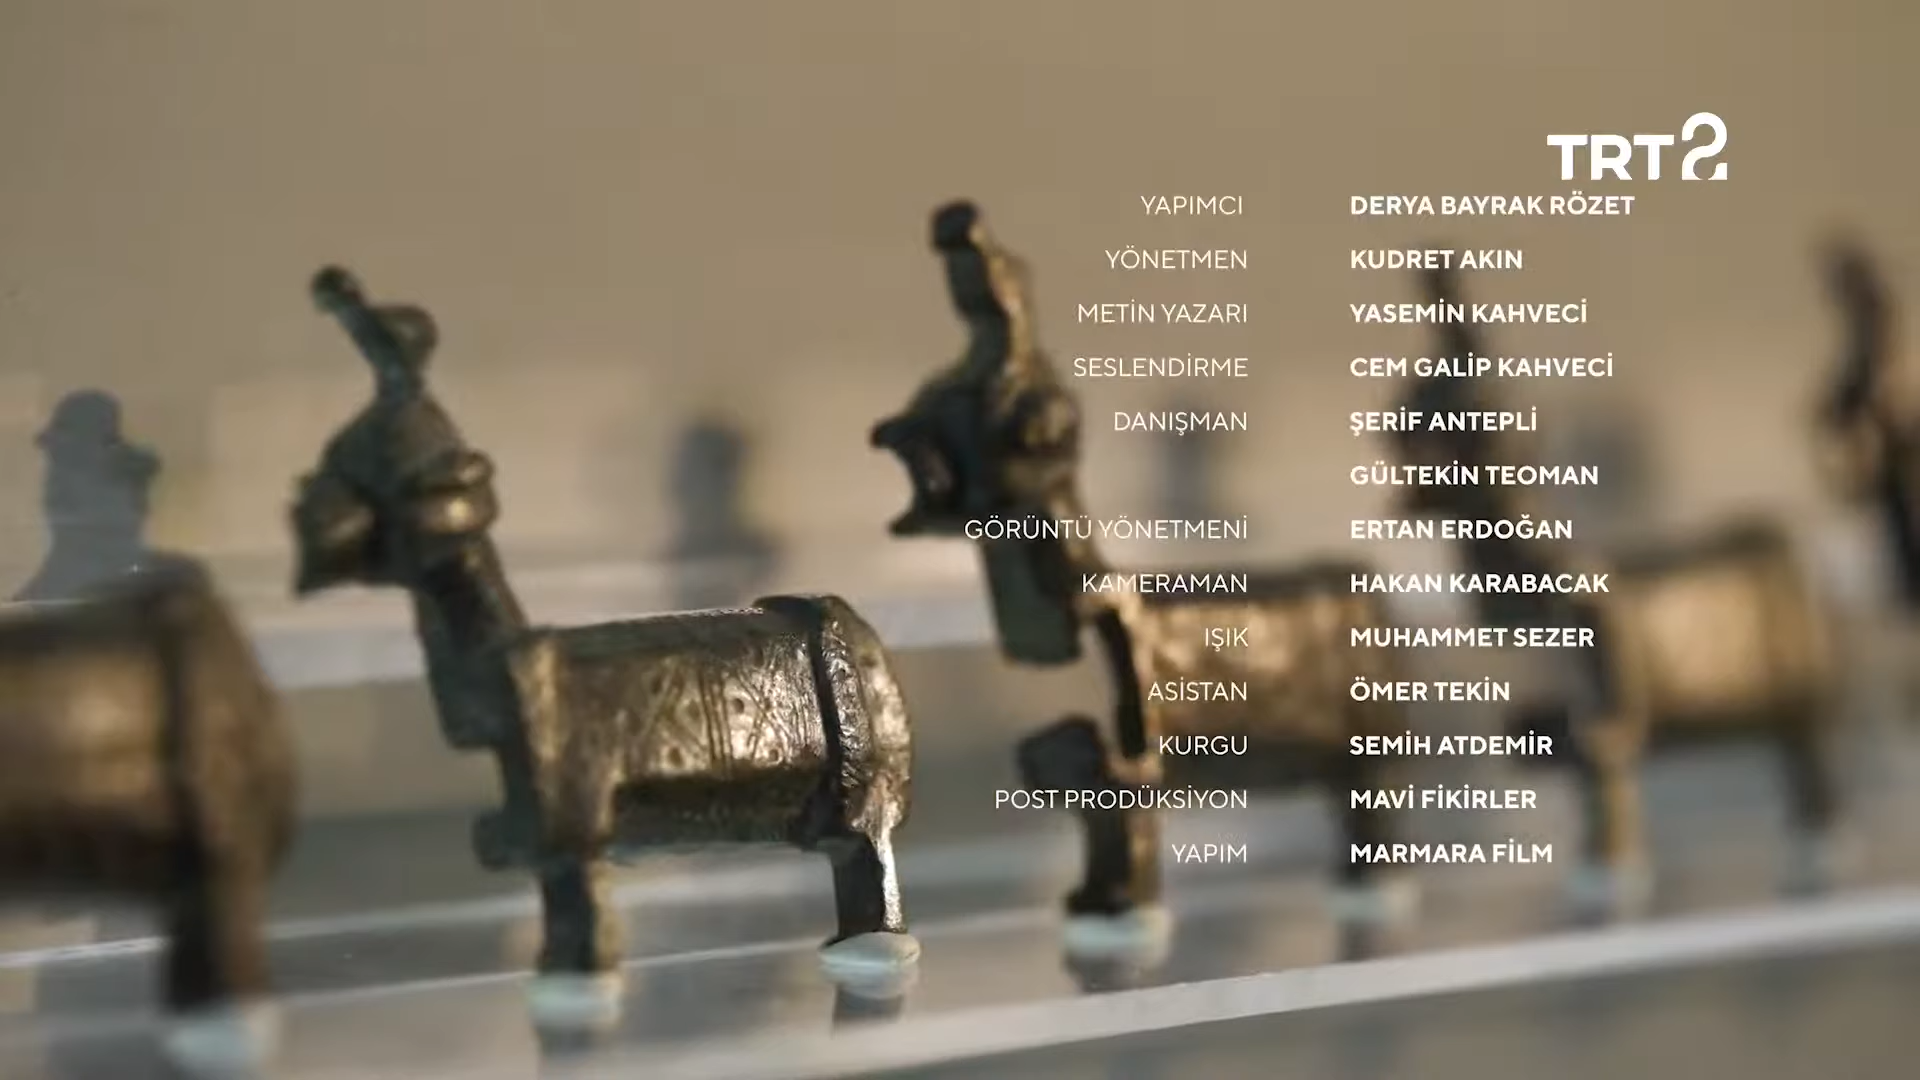 TRT2
YAPIMCI DERYA BAYRAK RÖZET
YÖNETMEN KUDRET AKIN
METİN YAZARI YASEMİN KAHVECİ
SESLENDİRME CEM GALİP KAHVECİ
DANIŞMAN ŞERİF ANTEPLİ
GÜLTEKİN TEOMAN
GÖRÜNTÜ YÖNETMENİ ERTAN ERDOĞAN
KAMERAMAN HAKAN KARABACAK
IŞIK MUHAMMET SEZER
ASİSTAN ÖMER TEKİN
KURGU SEMİH ATDEMİR
POST PRODÜKSİYON MAVİ FİKİRLER
YAPIM MARMARA FİLM